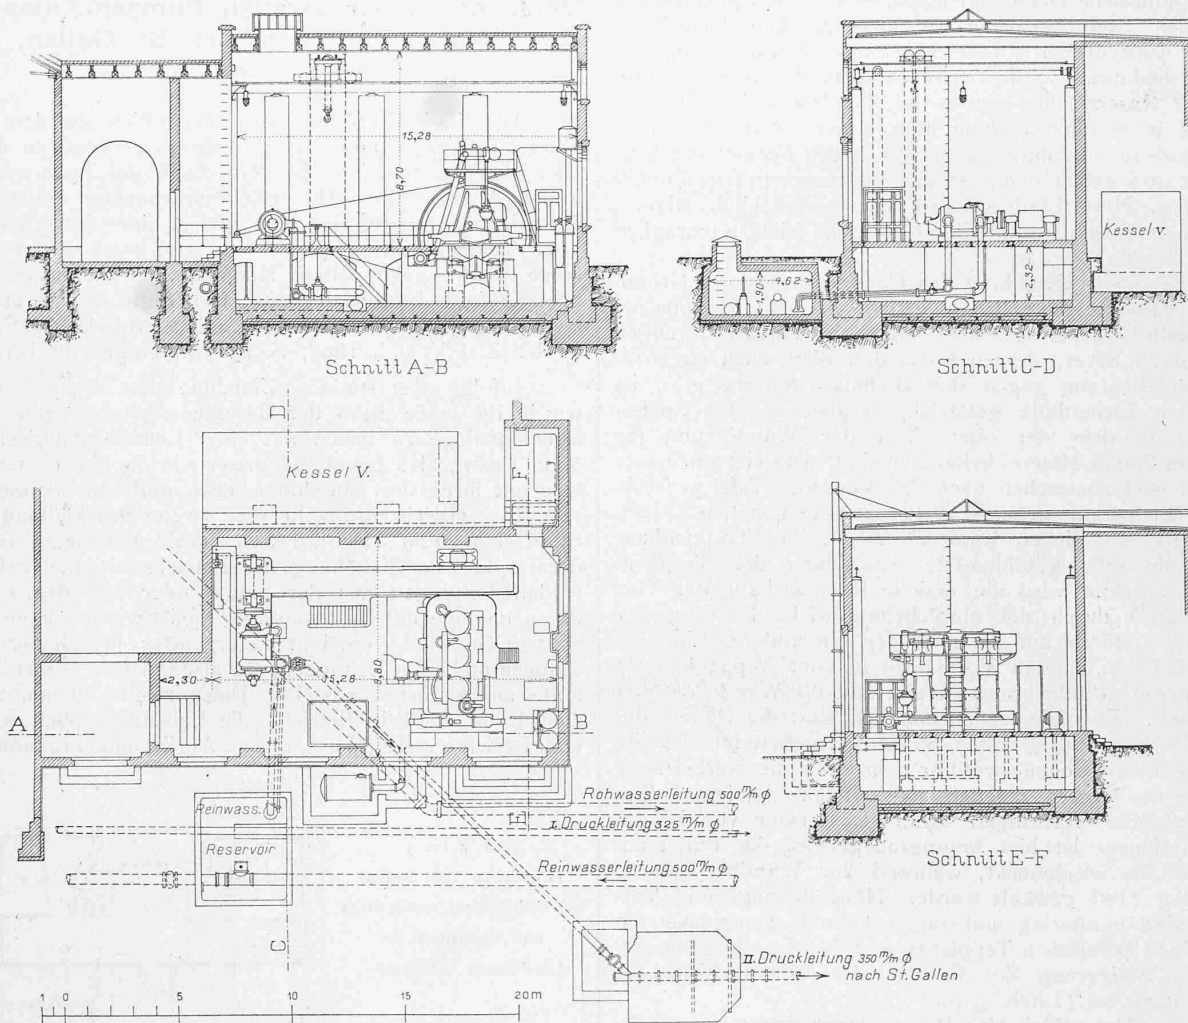 15,28
8,70
Schnitt A-B
Kessel V.
4,62
1,90
2,32
Schnitt C-D
D
Kessel V.
F
2,30
15,28
9,80
A
B
Reinwass.
Reservoir
Rohwasserleitung 500 m/m φ
I. Druckleitung 325 m/m φ
E
Reinwasserleitung 500 m/m φ
C
Schnitt E-F
II. Druckleitung 350 m/m φ
nach St. Gallen
1 0 5 10 15 20 m